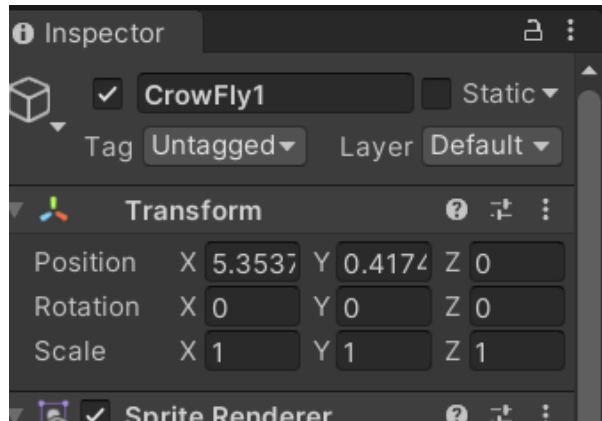 Inspector
CrowFly1 Static
Tag Untagged Layer Default
Transform
Position X 5.3537 Y 0.4174 Z 0
Rotation X 0 Y 0 Z 0
Scale X 1 Y 1 Z 1
Sprite Renderer